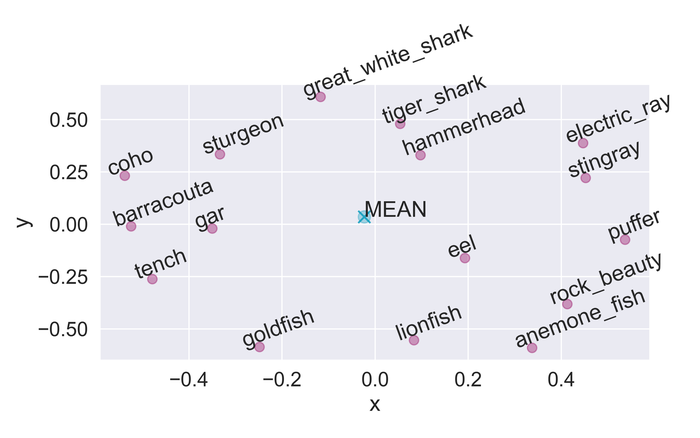 great_white_shark
tiger_shark
hammerhead
electric_ray
stingray
sturgeon
coho
barracouta
gar
MEAN
puffer
eel
tench
rock_beauty
anemone_fish
lionfish
goldfish
0.50
0.25
0.00
−0.25
−0.50
y
−0.4
−0.2
0.0
0.2
0.4
x